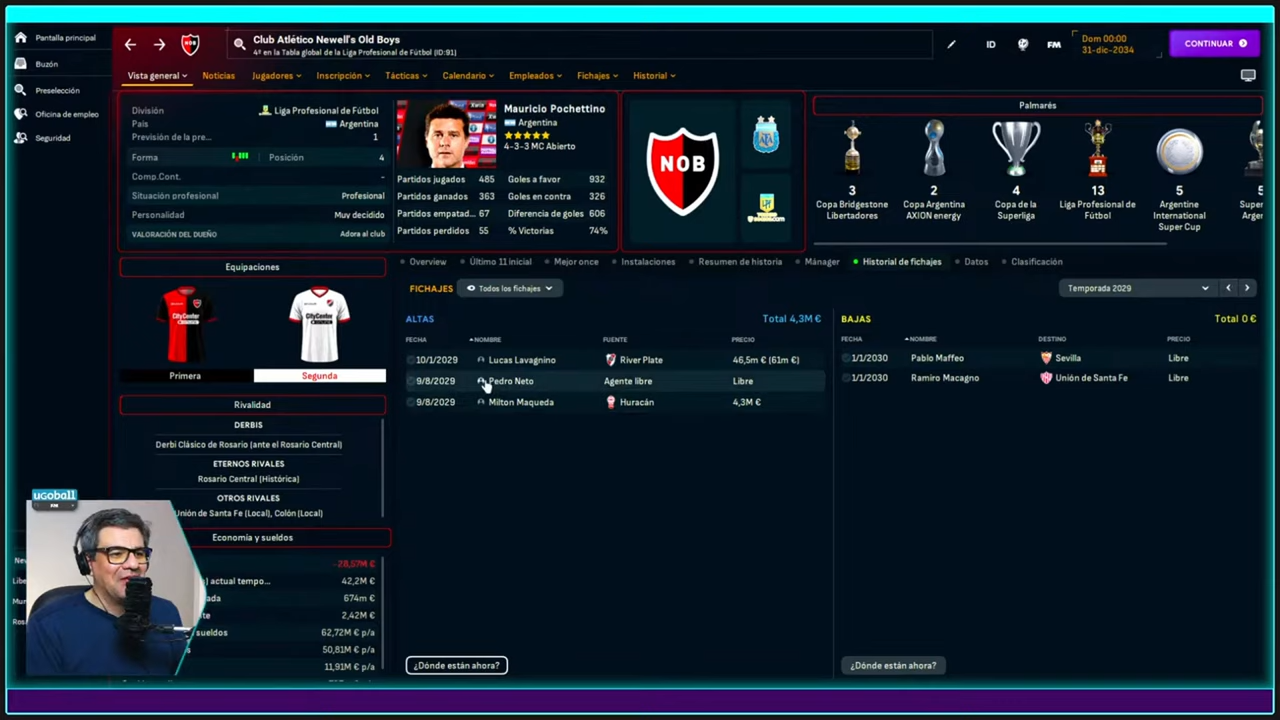 Pantalla principal
Buzón
Preselección
Oficina de empleo
Seguridad
NOB
Club Atlético Newell's Old Boys
4º en la Tabla global de la Liga Profesional de Fútbol (ID:91)
ID
FM
Dom 00:00
31-dic-2034
CONTINUAR
Vista general
Noticias
Jugadores
Inscripción
Tácticas
Calendario
Empleados
Fichajes
Historial
División
Liga Profesional de Fútbol
País
Argentina
Previsión de la pre...
1
Forma
Posición
4
Comp.Cont.
-
Situación profesional
Profesional
Personalidad
Muy decidido
VALORACIÓN DEL DUEÑO
Adora al club
Mauricio Pochettino
Argentina
4-3-3 MC Abierto
Partidos jugados 485
Goles a favor 932
Partidos ganados 363
Goles en contra 326
Partidos empatad... 67
Diferencia de goles 606
Partidos perdidos 55
% Victorias 74%
NOB
AFA
Palmarés
3
Copa Bridgestone
Libertadores
2
Copa Argentina
AXION energy
4
Copa de la
Superliga
13
Liga Profesional de
Fútbol
5
Argentine
International
Super Cup
Equipaciones
Primera
Segunda
Overview
Último 11 inicial
Mejor once
Instalaciones
Resumen de historia
Mánager
Historial de fichajes
Datos
Clasificación
FICHAJES
Todos los fichajes
Temporada 2029
ALTAS
Total 4,3M €
FECHA
NOMBRE
FUENTE
PRECIO
10/1/2029 Lucas Lavagnino River Plate 46,5m € (61m €)
9/8/2029 Pedro Neto Agente libre Libre
9/8/2029 Milton Maqueda Huracán 4,3M €
BAJAS
Total 0 €
FECHA
NOMBRE
DESTINO
PRECIO
1/1/2030 Pablo Maffeo Sevilla Libre
1/1/2030 Ramiro Macagno Unión de Santa Fe Libre
Rivalidad
DERBIS
Derbi Clásico de Rosario (ante el Rosario Central)
ETERNOS RIVALES
Rosario Central (Histórica)
OTROS RIVALES
Unión de Santa Fe (Local), Colón (Local)
Economía y sueldos
-28,57M €
actual tempo...
42,2M €
674m €
2,42M €
sueldos
62,72M € p/a
50,81M € p/a
11,91M € p/a
ugoball
FM
¿Dónde están ahora?
¿Dónde están ahora?